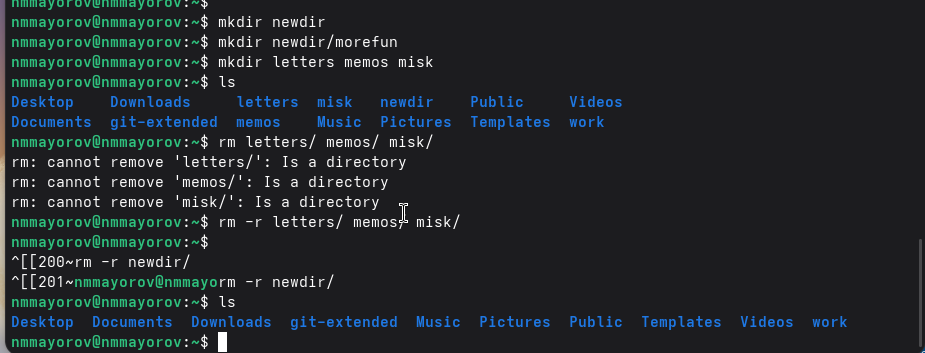 nmmayorov@nmmayorov:~$
nmmayorov@nmmayorov:~$ mkdir newdir
nmmayorov@nmmayorov:~$ mkdir newdir/morefun
nmmayorov@nmmayorov:~$ mkdir letters memos misk
nmmayorov@nmmayorov:~$ ls
Desktop Downloads letters misk newdir Public Videos
Documents git-extended memos Music Pictures Templates work
nmmayorov@nmmayorov:~$ rm letters/ memos/ misk/
rm: cannot remove 'letters/': Is a directory
rm: cannot remove 'memos/': Is a directory
rm: cannot remove 'misk/': Is a directory
nmmayorov@nmmayorov:~$ rm -r letters/ memos/ misk/
nmmayorov@nmmayorov:~$
^[[200~rm -r newdir/
^[[201~nmmayorov@nmmayorm -r newdir/
nmmayorov@nmmayorov:~$ ls
Desktop Documents Downloads git-extended Music Pictures Public Templates Videos work
nmmayorov@nmmayorov:~$